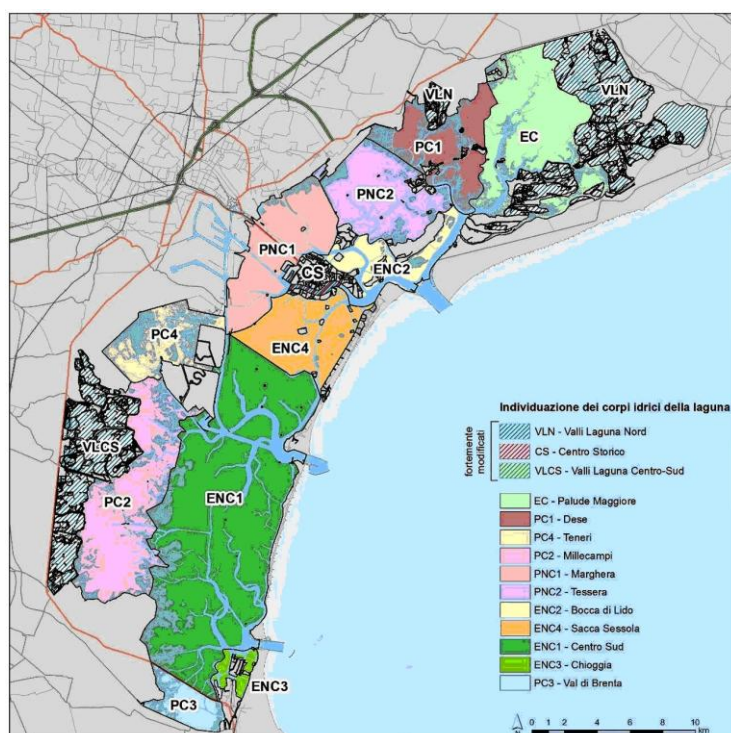 VLN
VLN
PC1
EC
PNC2
PNC1
CS
ENC2
PC4
ENC4
VLCS
PC2
ENC1
ENC3
PC3
Individuazione dei corpi idrici della laguna
fortemente
modificati
VLN - Valli Laguna Nord
CS - Centro Storico
VLCS - Valli Laguna Centro-Sud
EC - Palude Maggiore
PC1 - Dese
PC4 - Teneri
PC2 - Millecampi
PNC1 - Marghera
PNC2 - Tessera
ENC2 - Bocca di Lido
ENC4 - Sacca Sessola
ENC1 - Centro Sud
ENC3 - Chioggia
PC3 - Val di Brenta
0 1 2 4 6 8 10
km